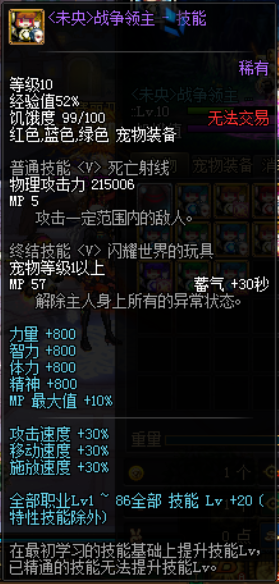 <未央>战争领主 - 技能
稀有
等级10
经验值52%
饥饿度 99/100
无法交易
红色,蓝色,绿色 宠物装备
普通技能 <V> 死亡射线
物理攻击力 215006
MP 5
攻击一定范围内的敌人。
终结技能 <V> 闪耀世界的玩具
宠物等级1以上
MP 57 蓄气 +30秒
解除主人身上所有的异常状态。
力量 +800
智力 +800
体力 +800
精神 +800
MP 最大值 +10%
攻击速度 +30%
移动速度 +30%
施放速度 +30%
重量
1 个
全部职业Lv1 ~ 86全部 技能 Lv +20 (
特性技能除外)
在最初学习的技能基础上提升技能Lv,
已精通的技能无法提升技能Lv。